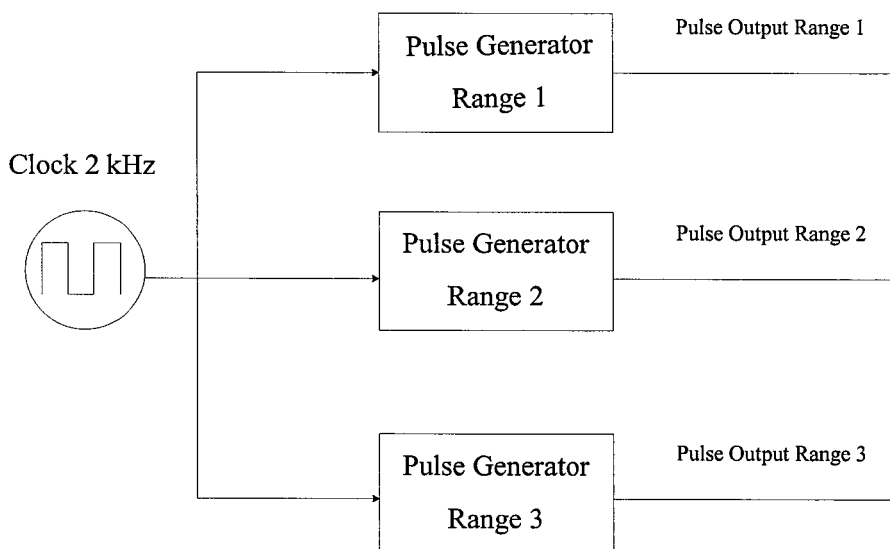 Pulse Output Range 1
Pulse Generator
Range 1
Clock 2 kHz
Pulse Output Range 2
Pulse Generator
Range 2
Pulse Output Range 3
Pulse Generator
Range 3